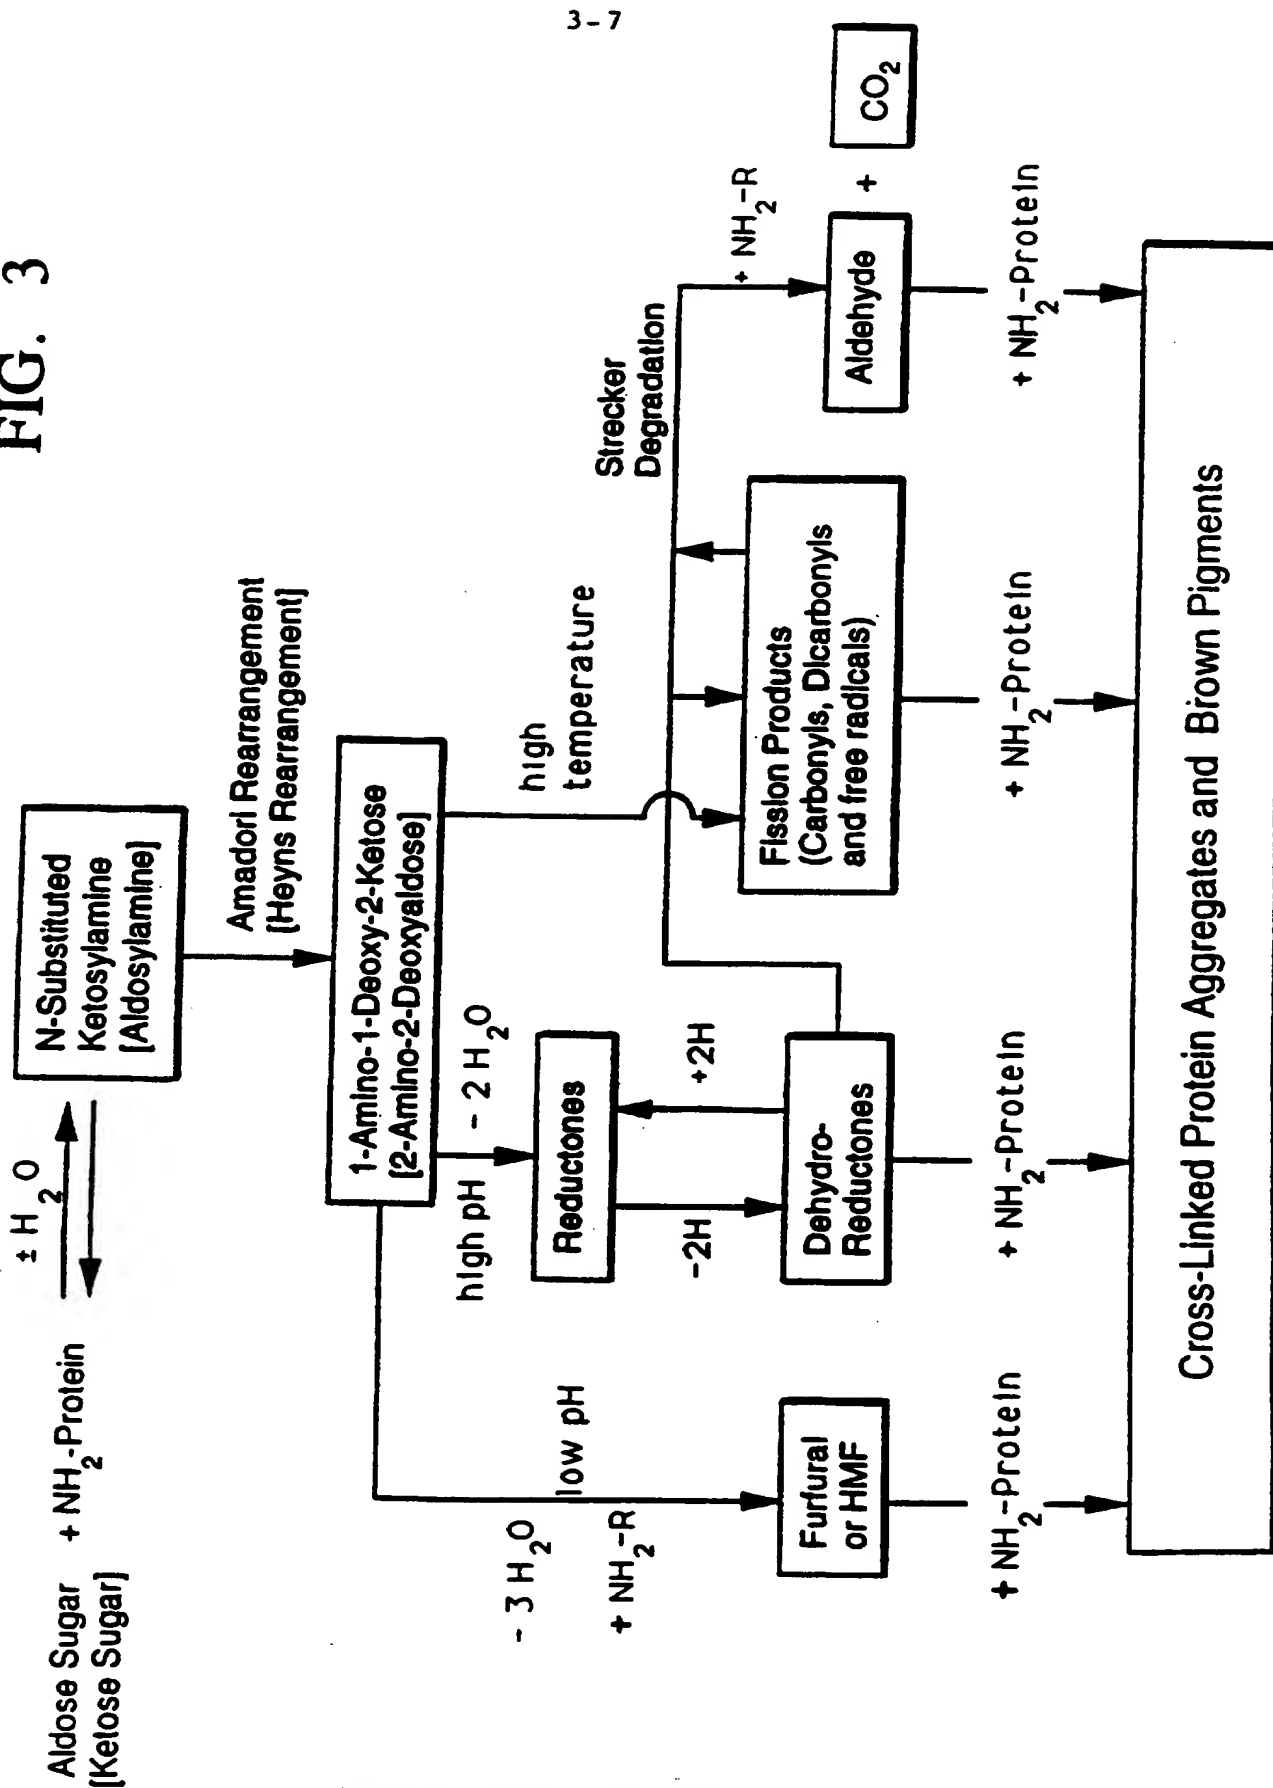 3-7
FIG. 3
Aldose Sugar
[Ketose Sugar]
+ NH2-Protein
± H2O
N-Substituted
Ketosylamine
[Aldosylamine]
Amadori Rearrangement
[Heyns Rearrangement]
1-Amino-1-Deoxy-2-Ketose
[2-Amino-2-Deoxyaldose]
- 3 H2O
+ NH2-R
low pH
high pH
- 2 H2O
high
temperature
Reductones
-2H
+2H
Strecker
Degradation
+ NH2-R
Furfural
or HMF
Dehydro-
Reductones
Fission Products
(Carbonyls, Dicarbonyls
and free radicals)
Aldehyde
+
CO2
+ NH2-Protein
+ NH2-Protein
+ NH2-Protein
+ NH2-Protein
Cross-Linked Protein Aggregates and Brown Pigments